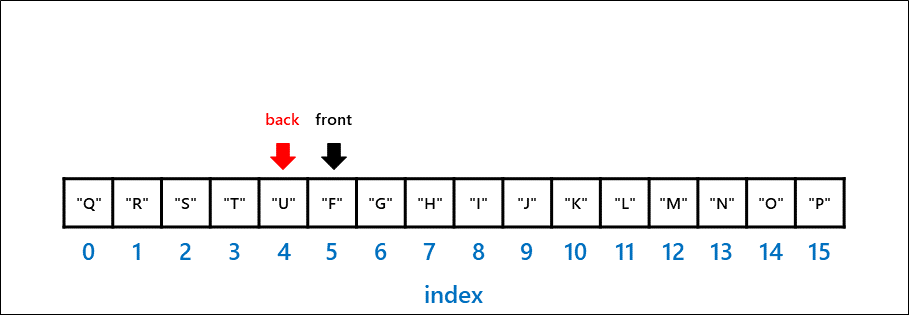 back front
"Q" "R" "S" "T" "U" "F" "G" "H" "I" "J" "K" "L" "M" "N" "O" "P"
0 1 2 3 4 5 6 7 8 9 10 11 12 13 14 15
index